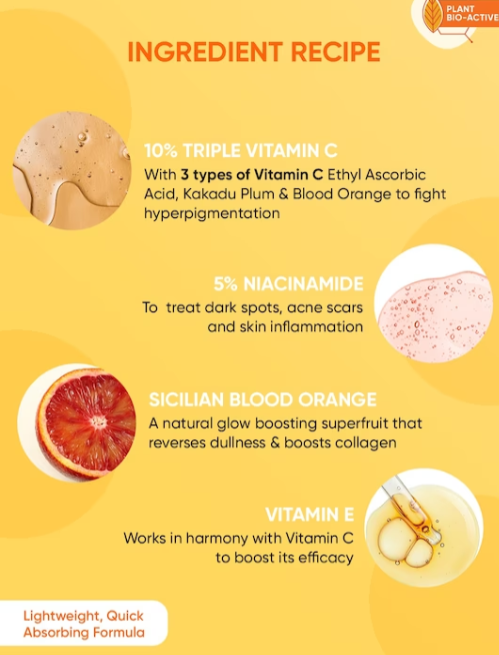 PLANT
BIO-ACTIVE
INGREDIENT RECIPE
10% TRIPLE VITAMIN C
With 3 types of Vitamin C Ethyl Ascorbic
Acid, Kakadu Plum & Blood Orange to fight
hyperpigmentation
5% NIACINAMIDE
To treat dark spots, acne scars
and skin inflammation
SICILIAN BLOOD ORANGE
A natural glow boosting superfruit that
reverses dullness & boosts collagen
VITAMIN E
Works in harmony with Vitamin C
to boost its efficacy
Lightweight, Quick
Absorbing Formula